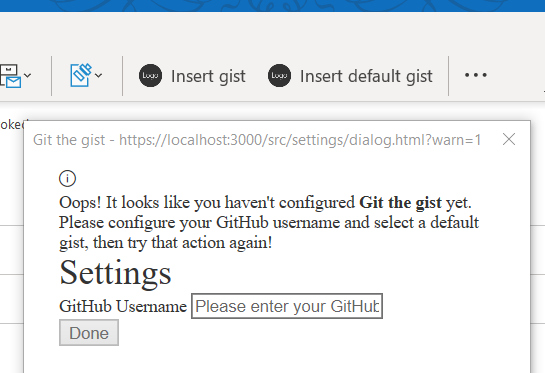 Logo Insert gist Logo Insert default gist ...
oked
Git the gist - https://localhost:3000/src/settings/dialog.html?warn=1
Oops! It looks like you haven't configured Git the gist yet.
Please configure your GitHub username and select a default
gist, then try that action again!
Settings
GitHub Username Please enter your GitHub
Done